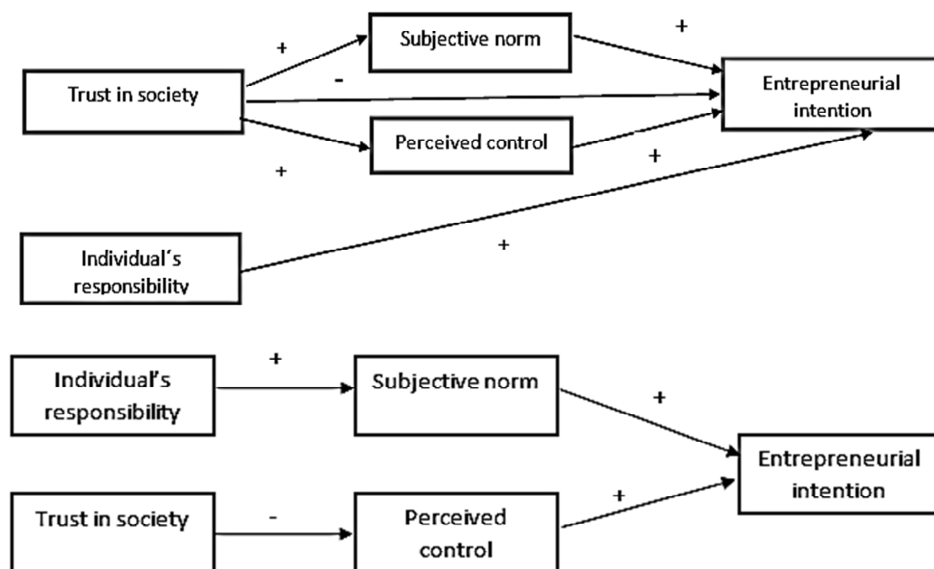 +
Subjective norm
+
Trust in society
-
Entrepreneurial
intention
Perceived control
+
+
Individual´s
responsibility
+
Individual's
responsibility
+
Subjective norm
+
Entrepreneurial
intention
Trust in society
-
Perceived
control
+